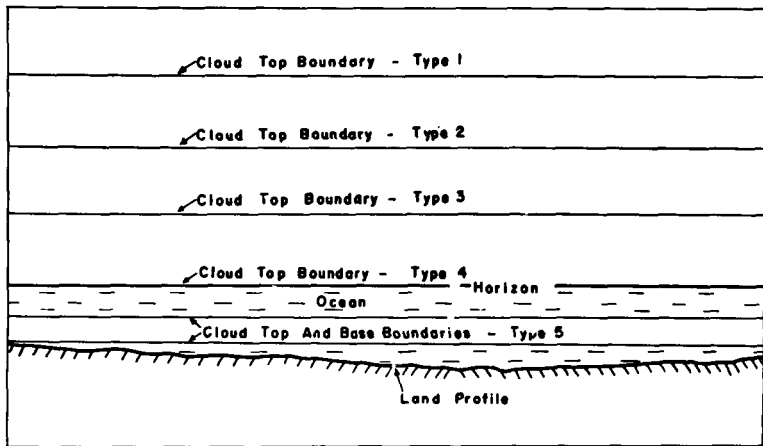 Cloud Top Boundary - Type 1
Cloud Top Boundary - Type 2
Cloud Top Boundary - Type 3
Cloud Top Boundary - Type 4
Horizon
Ocean
Cloud Top And Base Boundaries - Type 5
Land Profile